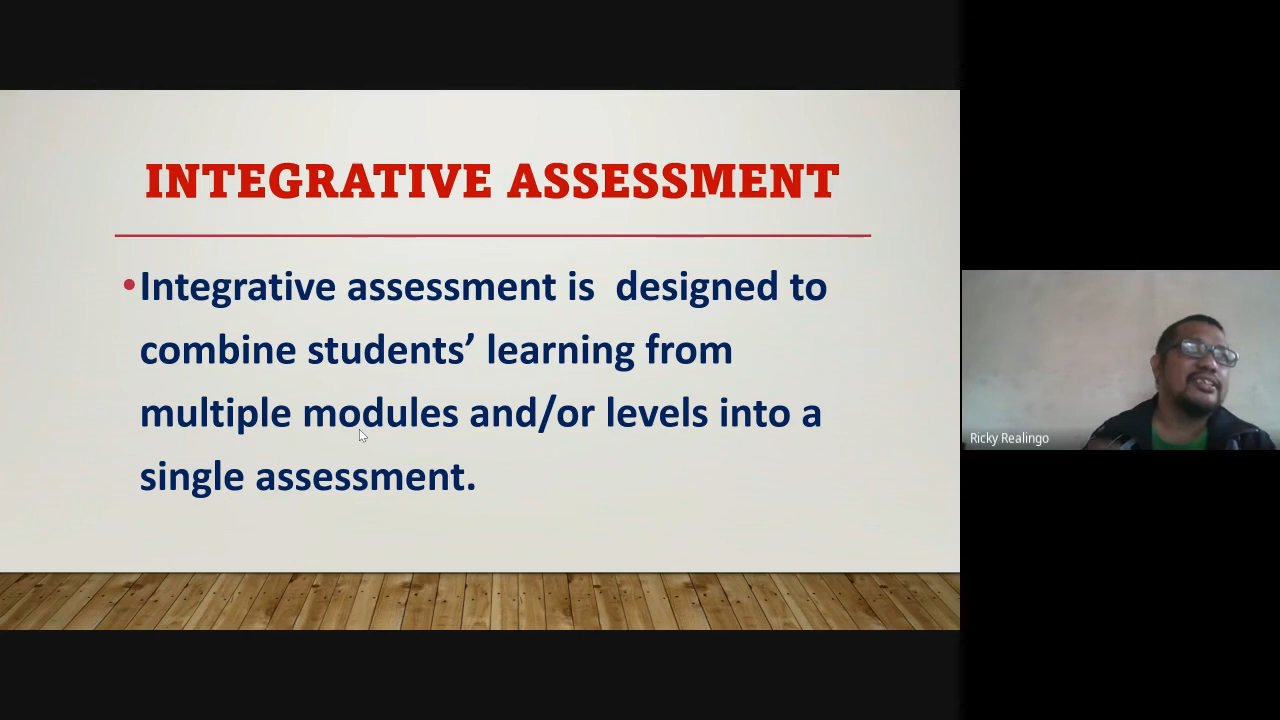 INTEGRATIVE ASSESSMENT
•Integrative assessment is  designed to
combine students’ learning from
multiple modules and/or levels into a
single assessment.
Ricky Realingo